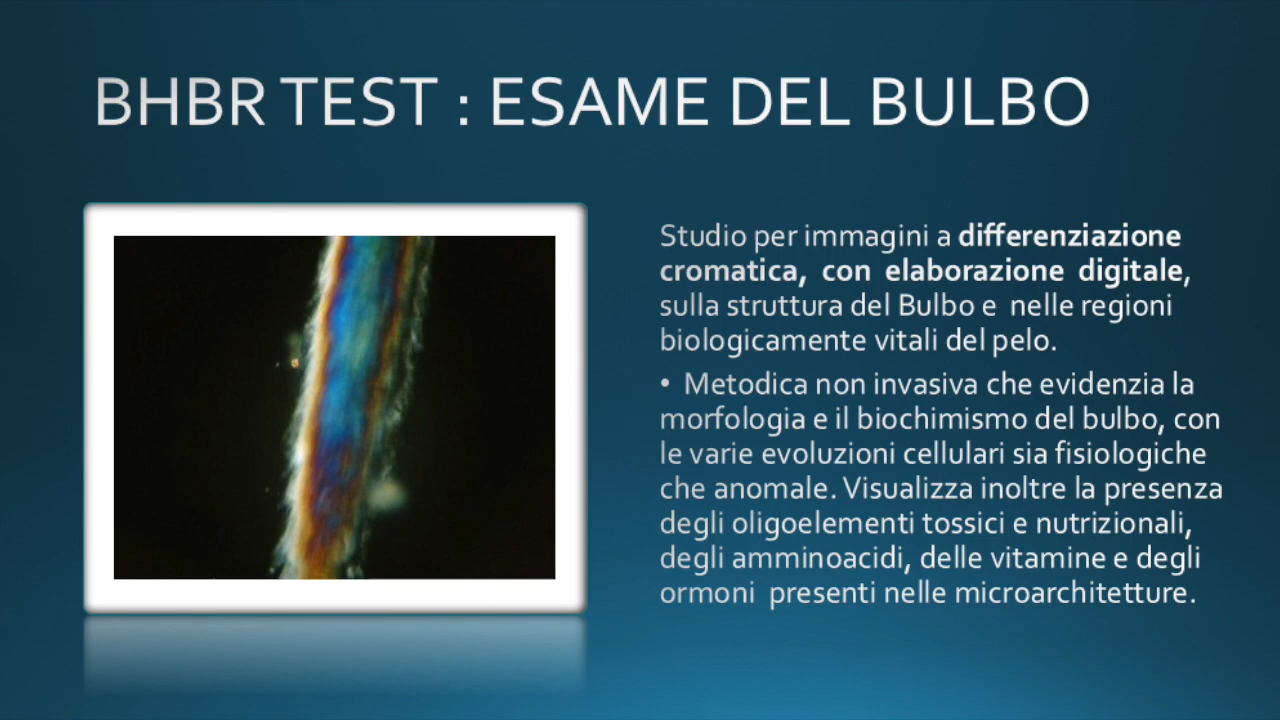 BHBR TEST : ESAME DEL BULBO
Studio per immagini a differenziazione
cromatica, con elaborazione digitale,
sulla struttura del Bulbo e nelle regioni
biologicamente vitali del pelo.
• Metodica non invasiva che evidenzia la
morfologia e il biochimismo del bulbo, con
le varie evoluzioni cellulari sia fisiologiche
che anomale. Visualizza inoltre la presenza
degli oligoelementi tossici e nutrizionali,
degli amminoacidi, delle vitamine e degli
ormoni presenti nelle microarchitetture.